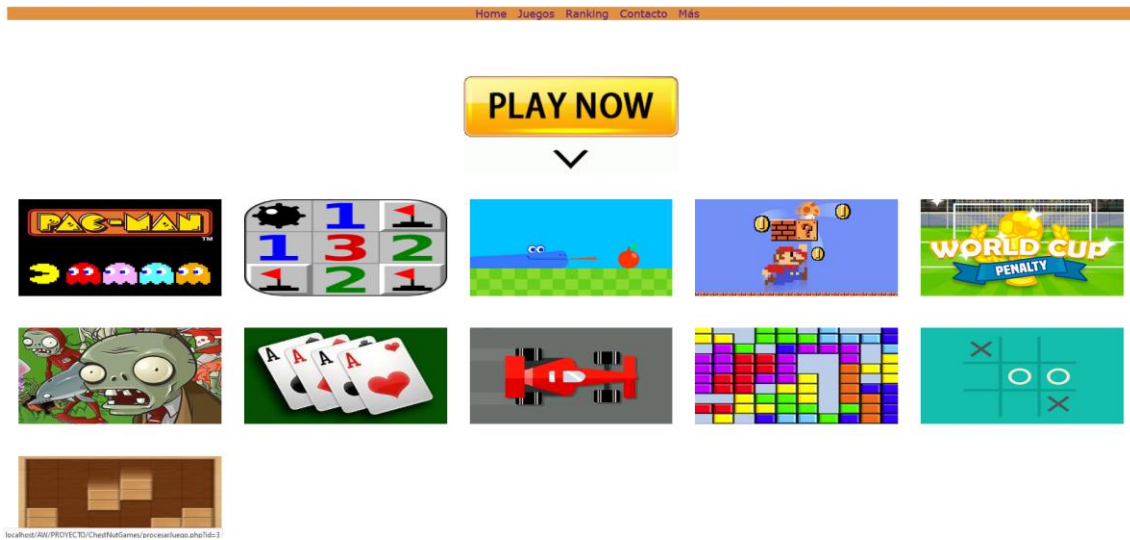 Home Juegos Ranking Contacto Más
PLAY NOW
PAC-MAN
TM
1
1 3 2
2
?
WORLD CUP
PENALTY
A A A A
X
O O
X
localhost/AW/PROYECTO/ChestNutGames/procesarJuego.php?id=3